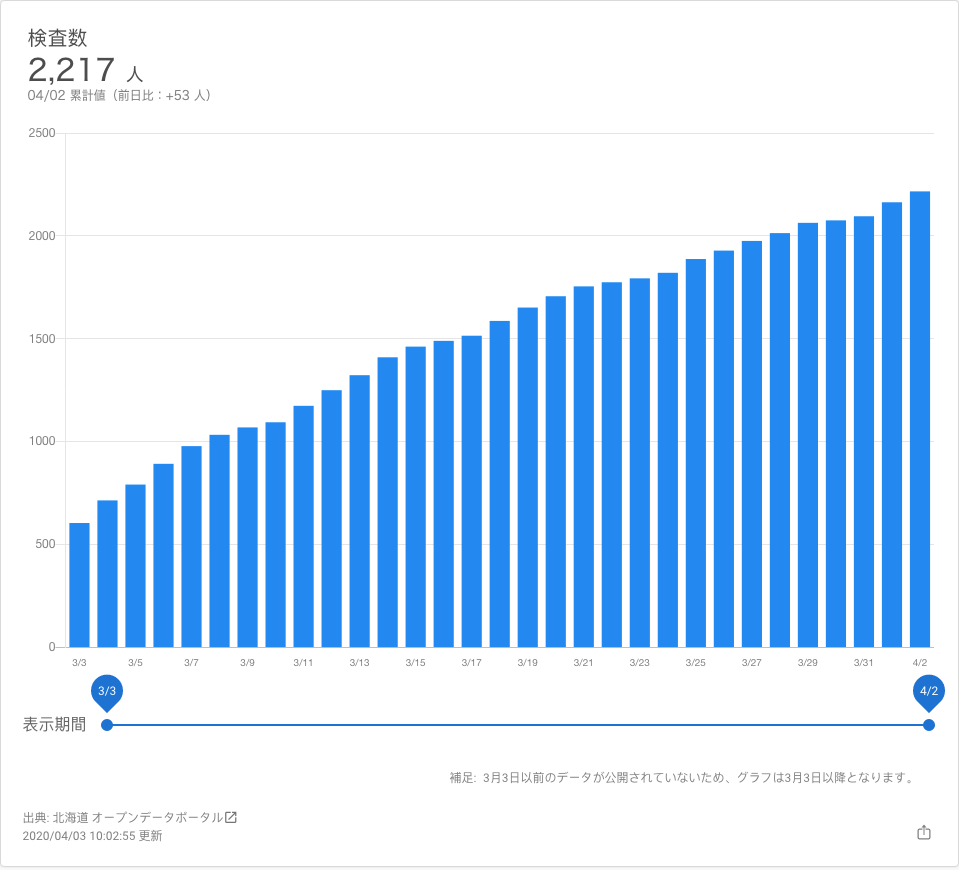 検査数
2,217 人
04/02 累計値（前日比：+53 人）
2500
2000
1500
1000
500
0
3/3 3/5 3/7 3/9 3/11 3/13 3/15 3/17 3/19 3/21 3/23 3/25 3/27 3/29 3/31 4/2
3/3 4/2
表示期間
補足: 3月3日以前のデータが公開されていないため、グラフは3月3日以降となります。
出典: 北海道 オープンデータポータル
2020/04/03 10:02:55 更新